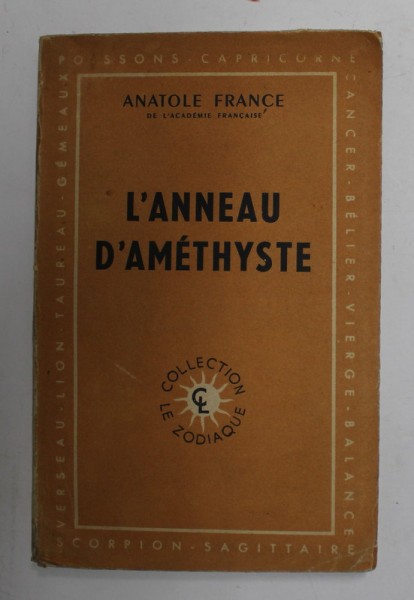 POISSONS - CAPRICORNE
CANCER - BÉLIER - VIERGE - BALANCE
ANATOLE FRANCE
DE L'ACADÉMIE FRANÇAISE
L'ANNEAU
D'AMÉTHYSTE
COLLECTION
CL
LE ZODIAQUE
VERSEAU - LION - TAUREAU - GÉMEAUX
SCORPION - SAGITTAIRE